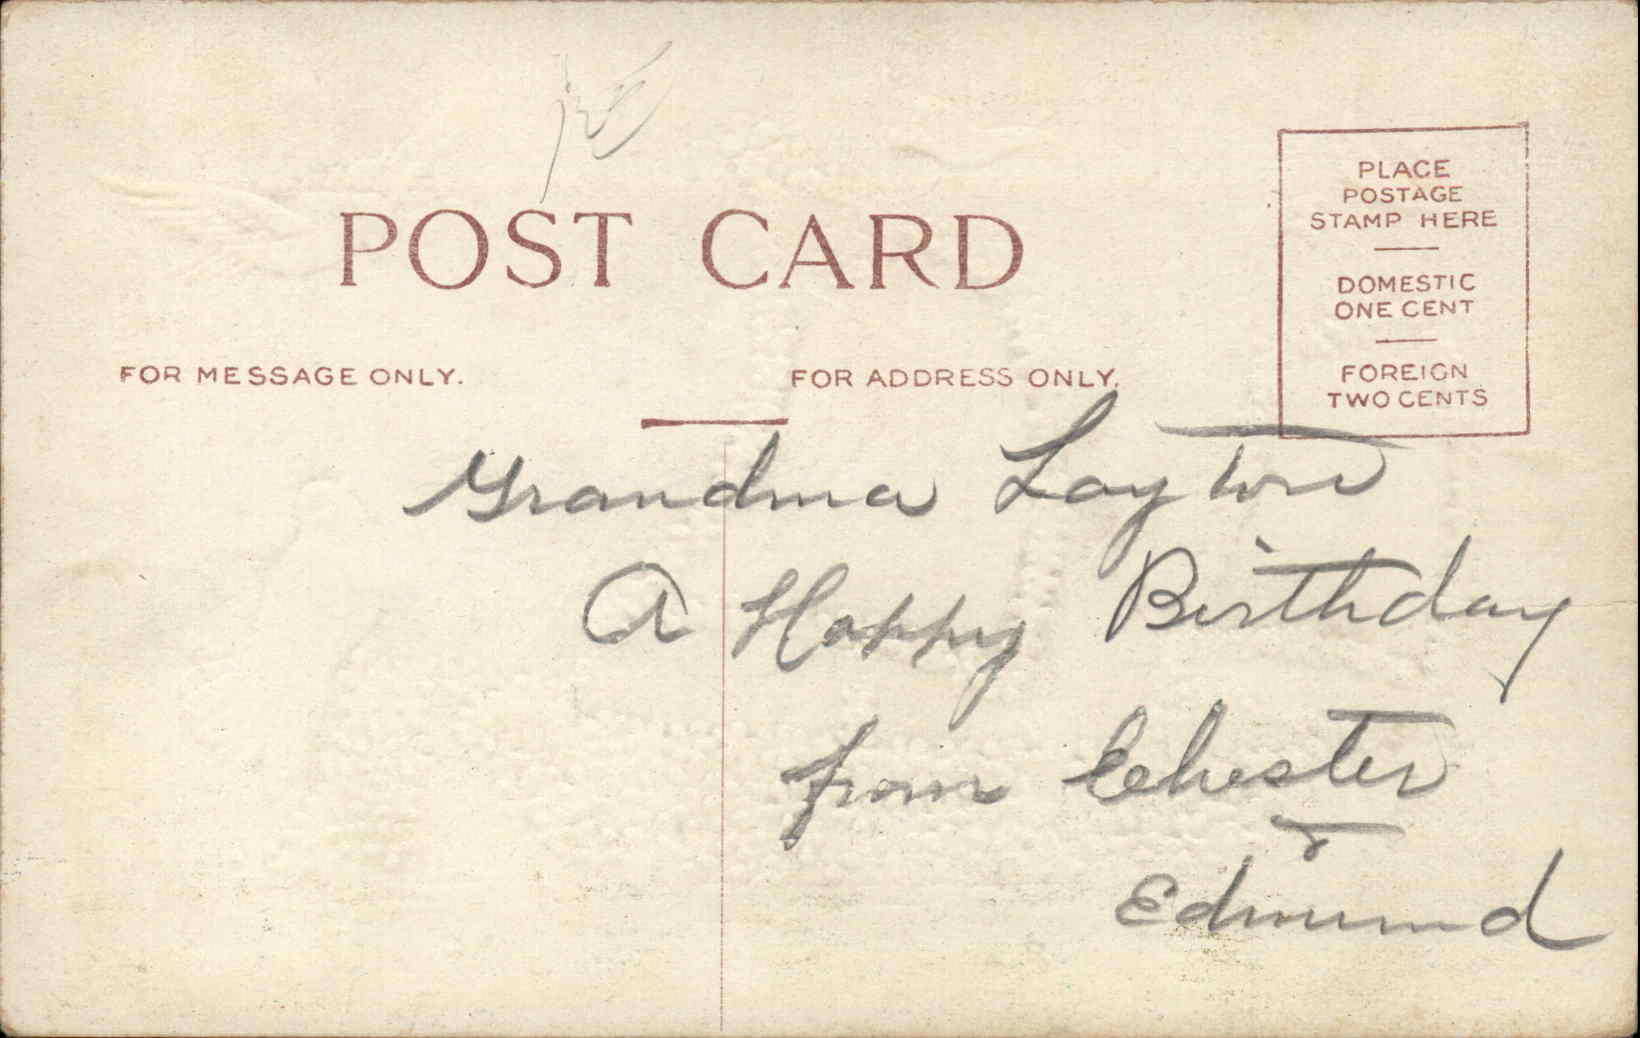 POST CARD
PLACE
POSTAGE
STAMP HERE
DOMESTIC
ONE CENT
FOREIGN
TWO CENTS
FOR MESSAGE ONLY.
FOR ADDRESS ONLY.
Grandma Layton
A Happy Birthday
from Chester
&
Edmund